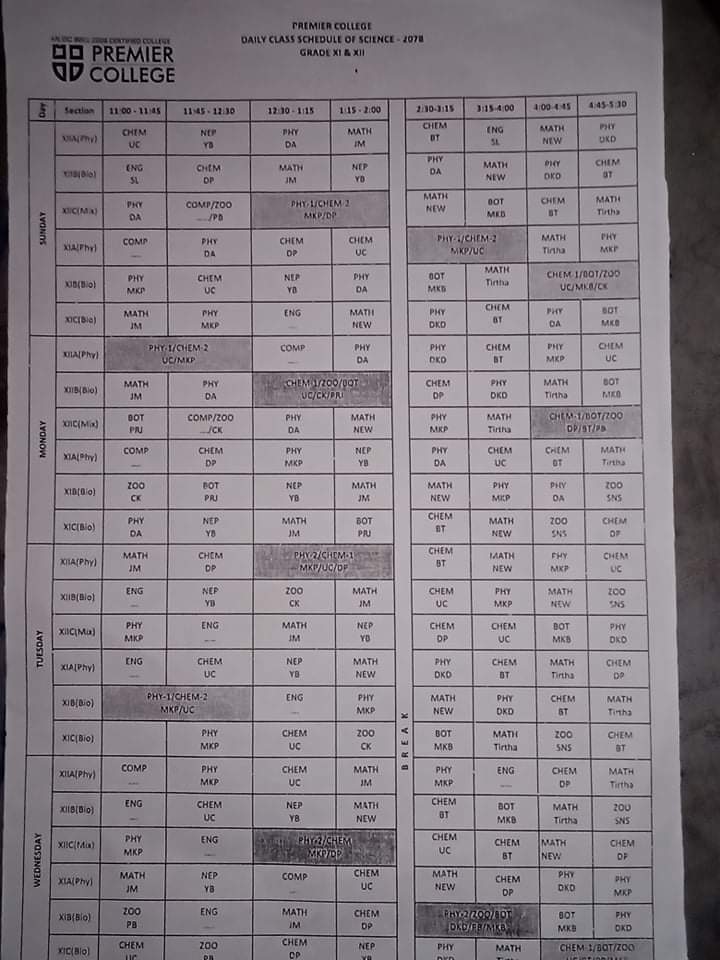 PREMIER COLLEGE
DAILY CLASS SCHEDULE OF SCIENCE - 2078
GRADE XI & XII
PREMIER
COLLEGE
Day Section 11:00 - 11:45 11:45 - 12:30 12:30 - 1:15 1:15 - 2:00 2:30-3:15 3:15-4:00 4:00-4:45 4:45-5:30
SUNDAY
XIIA(Phy) CHEM NEP PHY MATH CHEM ENG MATH PHY
UC YB DA JM BT SL NEW DKD
XIIB(Bio) ENG CHEM MATH NEP PHY MATH PHY CHEM
SL DP JM YB DA NEW DKD BT
XIIC(Mix) PHY COMP/ZOO PHY-1/CHEM-2 MATH BOT CHEM MATH
DA ..../PB MKP/DP NEW MKB BT Tirtha
XIA(Phy) COMP PHY CHEM CHEM PHY-1/CHEM-2 MATH PHY
.... DA DP UC MKP/UC Tirtha MKP
XIB(Bio) PHY CHEM NEP PHY BOT MATH CHEM-1/BOT/ZOO
MKP UC YB DA MKB Tirtha UC/MKB/CK
XIC(Bio) MATH PHY ENG MATH PHY CHEM PHY BOT
JM MKP .... NEW DKD BT DA MKB
MONDAY
XIIA(Phy) PHY-1/CHEM-2 COMP PHY PHY CHEM PHY CHEM
UC/MKP .... DA DKD BT MKP UC
XIIB(Bio) MATH PHY CHEM-1/ZOO/BOT CHEM PHY MATH BOT
JM DA UC/CK/PRJ DP DKD Tirtha MKB
XIIC(Mix) BOT COMP/ZOO PHY MATH PHY MATH CHEM-1/BOT/ZOO
PRJ ..../CK DA NEW MKP Tirtha DP/BT/PB
XIA(Phy) COMP CHEM PHY NEP PHY CHEM CHEM MATH
.... DP MKP YB DA UC BT Tirtha
XIB(Bio) ZOO BOT NEP MATH MATH PHY PHY ZOO
CK PRJ YB JM NEW MKP DA SNS
XIC(Bio) PHY NEP MATH BOT CHEM MATH ZOO CHEM
DA YB JM PRJ BT NEW SNS DP
TUESDAY
XIIA(Phy) MATH CHEM PHY-2/CHEM-1 CHEM MATH PHY CHEM
JM DP MKP/UC/DP BT NEW MKP UC
XIIB(Bio) ENG NEP ZOO MATH CHEM PHY MATH ZOO
.... YB CK JM UC MKP NEW SNS
XIIC(Mix) PHY ENG MATH NEP CHEM CHEM BOT PHY
MKP .... JM YB DP UC MKB DKD
XIA(Phy) ENG CHEM NEP MATH PHY CHEM MATH CHEM
.... UC YB NEW DKD BT Tirtha DP
XIB(Bio) PHY-1/CHEM-2 ENG PHY MATH PHY CHEM MATH
MKP/UC .... MKP NEW DKD BT Tirtha
XIC(Bio) PHY CHEM ZOO BOT MATH ZOO CHEM
MKP UC CK MKB Tirtha SNS BT
BREAK
WEDNESDAY
XIIA(Phy) COMP PHY CHEM MATH PHY ENG CHEM MATH
.... MKP UC JM MKP .... DP Tirtha
XIIB(Bio) ENG CHEM NEP MATH CHEM BOT MATH ZOO
.... UC YB NEW BT MKB Tirtha SNS
XIIC(Mix) PHY ENG PHY-2/CHEM CHEM CHEM MATH CHEM
MKP .... MKP/DP UC BT NEW DP
XIA(Phy) MATH NEP COMP CHEM MATH CHEM PHY PHY
JM YB .... UC NEW DP DKD MKP
XIB(Bio) ZOO ENG MATH CHEM PHY-2/ZOO/BOT BOT PHY
PB .... JM DP DKD/PB/MKB MKB DKD
XIC(Bio) CHEM ZOO CHEM NEP PHY MATH CHEM-1/BOT/ZOO
UC PB DP YB DKD NEW